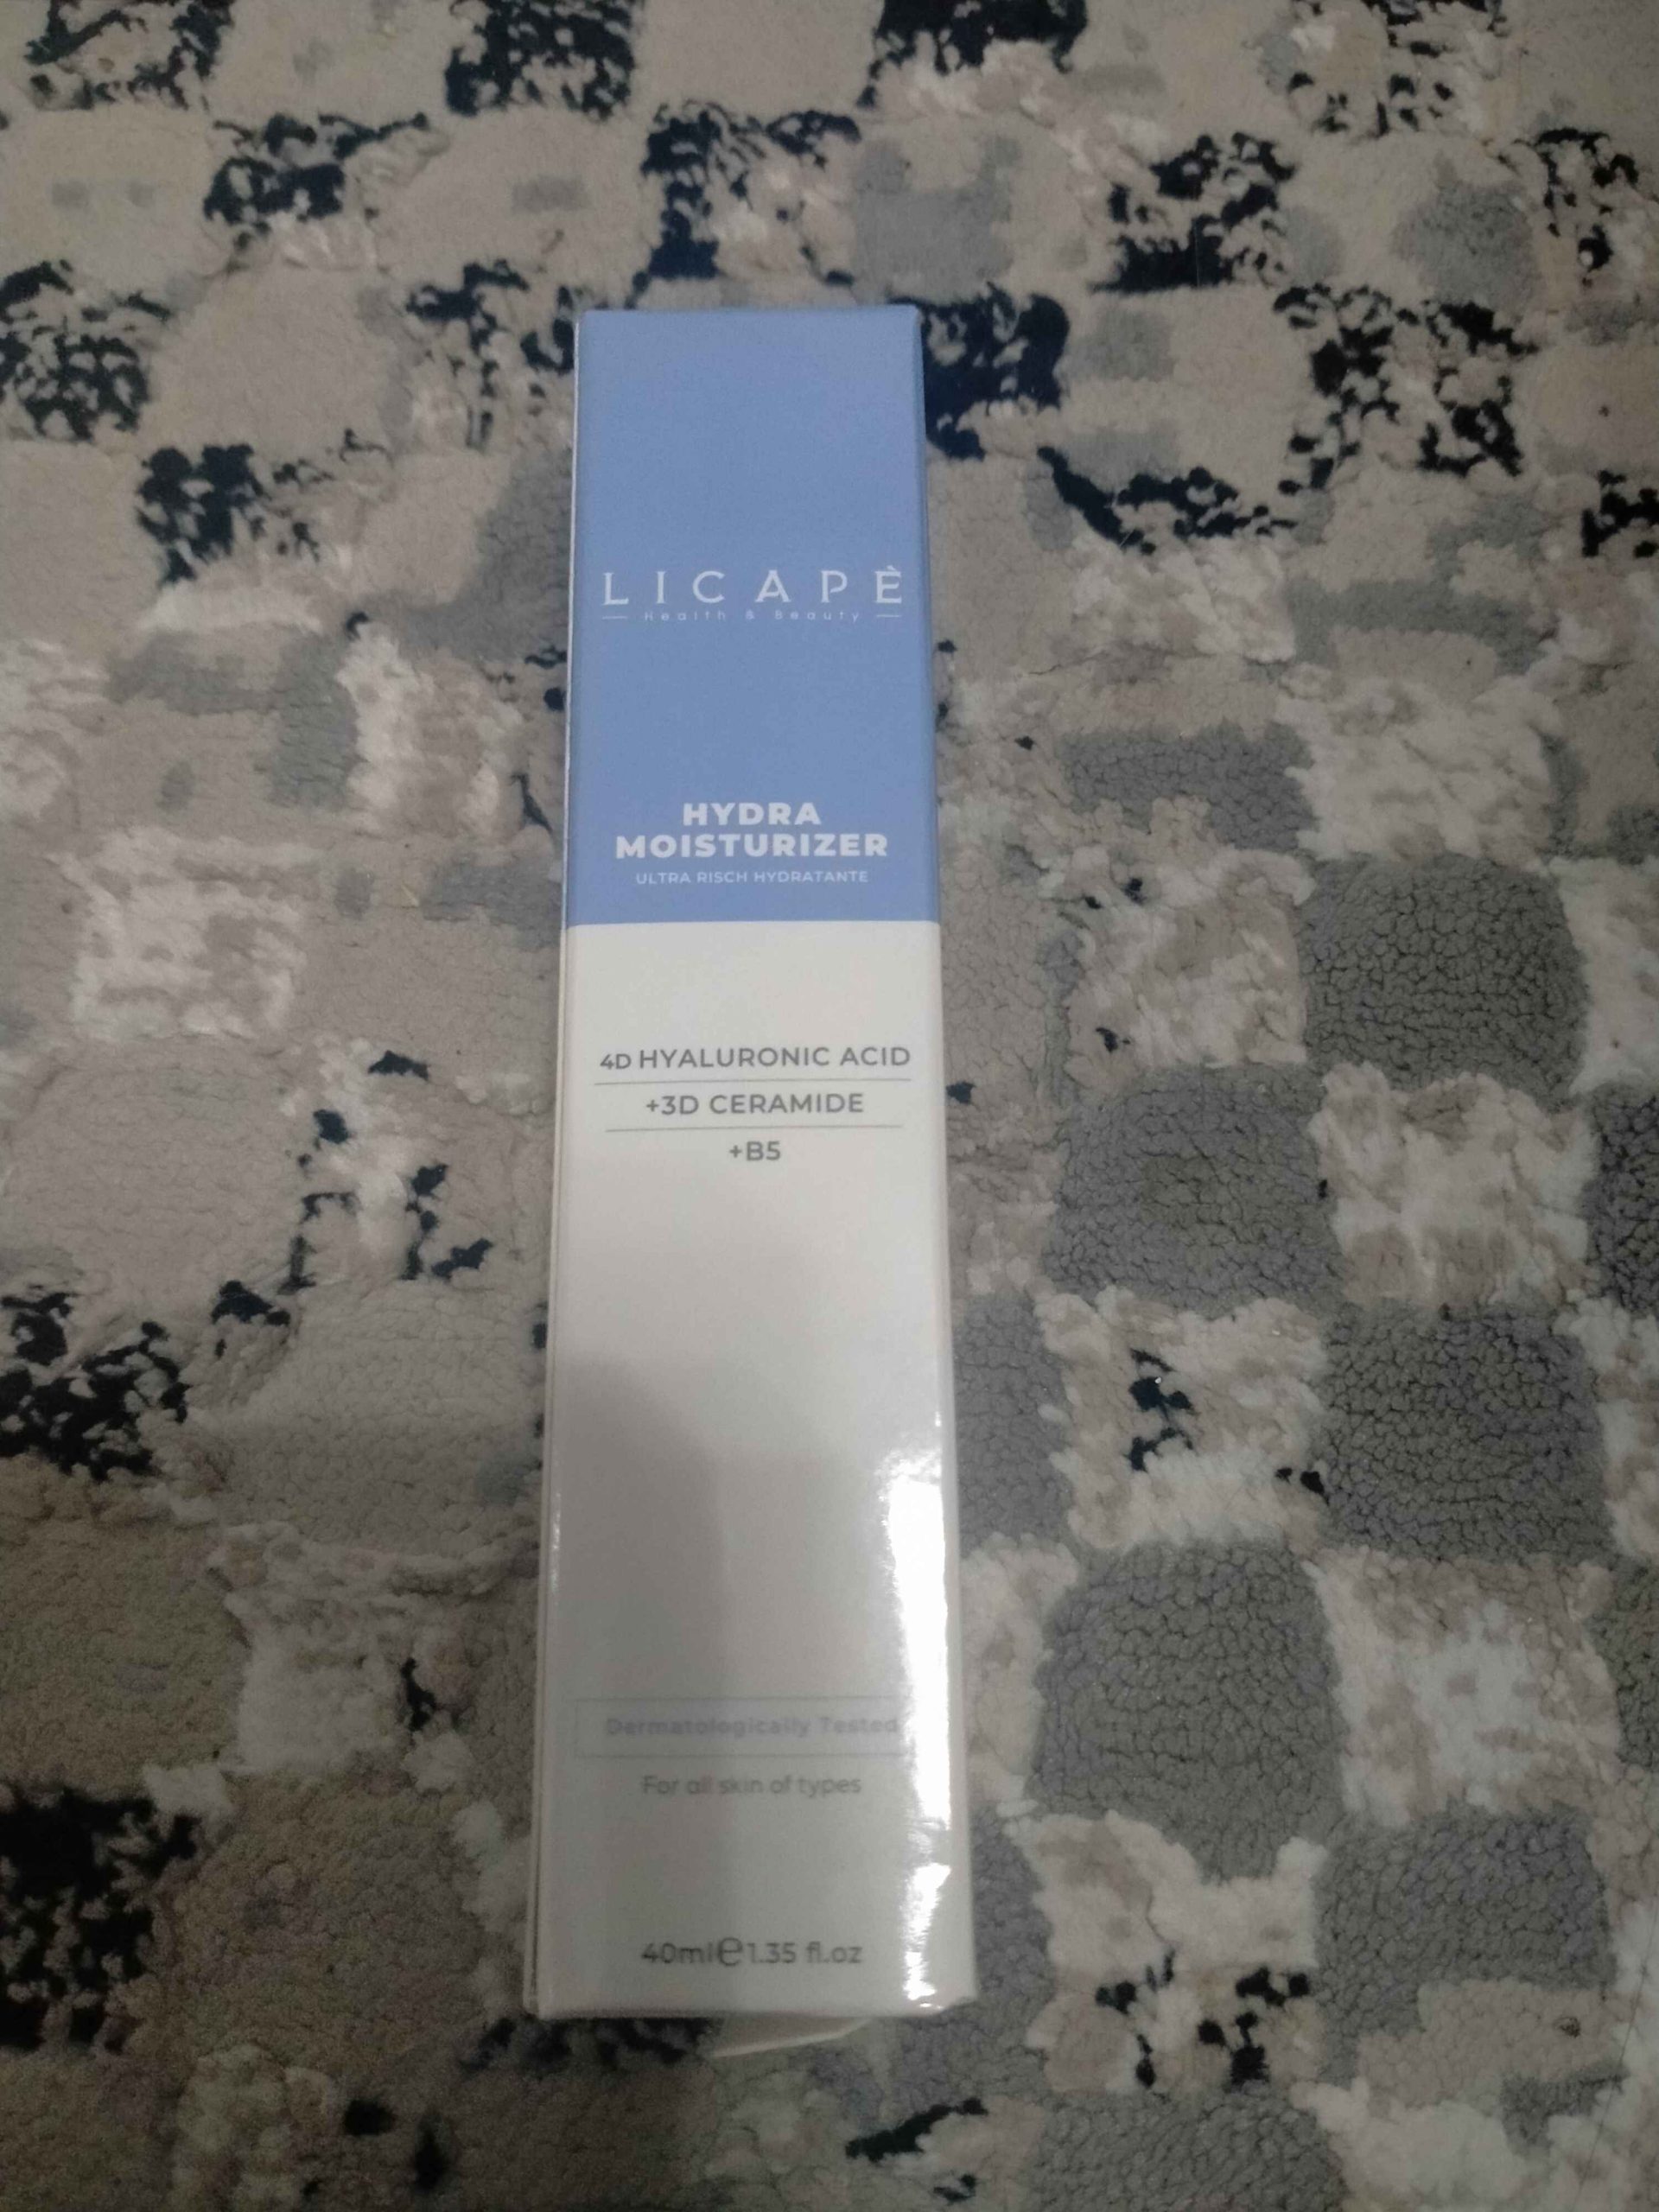 LICAPÈ
Health & Beauty
HYDRA
MOISTURIZER
ULTRA RISCH HYDRATANTE
4D HYALURONIC ACID
+3D CERAMIDE
+B5
Dermatologically Tested
For all skin of types
40ml℮1.35 fl.oz